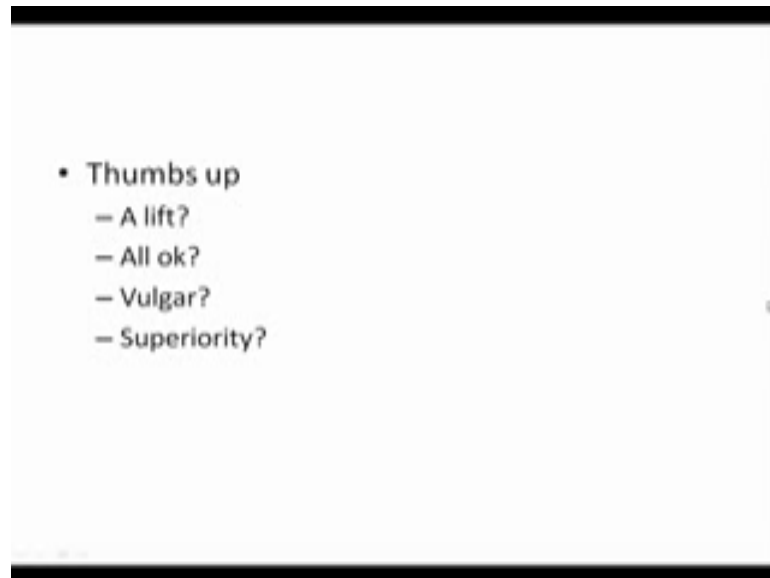 • Thumbs up
– A lift?
– All ok?
– Vulgar?
– Superiority?